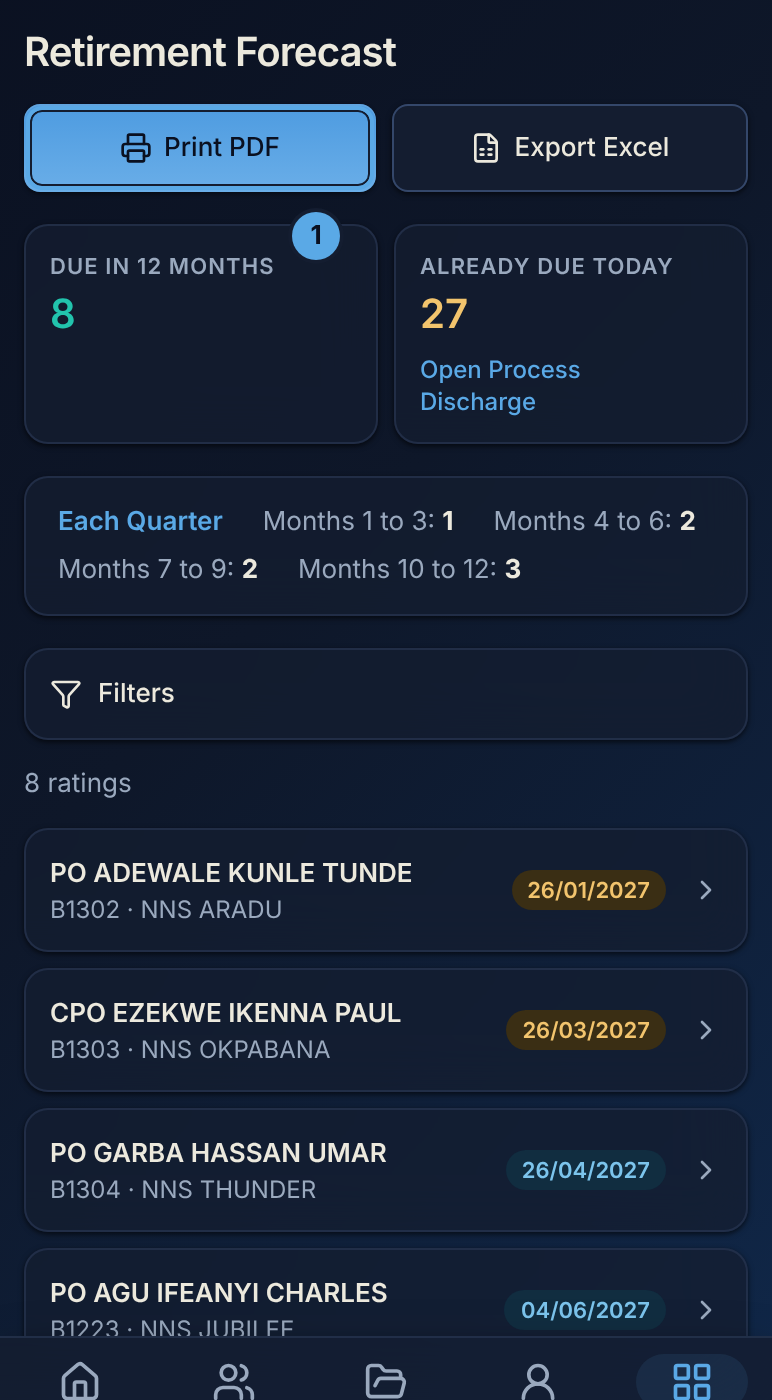 Retirement Forecast
Print PDF
Export Excel
1
DUE IN 12 MONTHS
8
ALREADY DUE TODAY
27
Open Process
Discharge
Each Quarter Months 1 to 3: 1 Months 4 to 6: 2
Months 7 to 9: 2 Months 10 to 12: 3
Filters
8 ratings
PO ADEWALE KUNLE TUNDE
B1302 · NNS ARADU
26/01/2027
CPO EZEKWE IKENNA PAUL
B1303 · NNS OKPABANA
26/03/2027
PO GARBA HASSAN UMAR
B1304 · NNS THUNDER
26/04/2027
PO AGU IFEANYI CHARLES
B1223 · NNS JUBILEE
04/06/2027